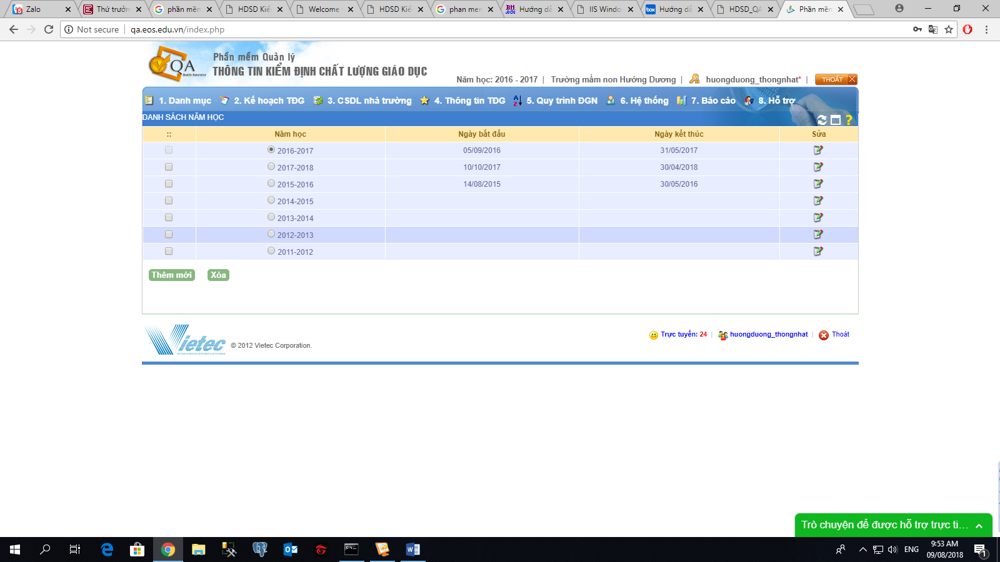 Zalo
Thứ trưởn
phần mền
HDSD Kiể
Welcome
HDSD Kiể
phan mem
Hướng dẫ
IIS Windo
Hướng dẫ
HDSD_QA
Phần mềm
Not secure
qa.eos.edu.vn/index.php
QA
Quality Assurance
Phần mềm Quản lý
THÔNG TIN KIỂM ĐỊNH CHẤT LƯỢNG GIÁO DỤC
Năm học: 2016 - 2017 | Trường mầm non Hướng Dương | huongduong_thongnhat* | THOÁT
1. Danh mục 2. Kế hoạch TĐG 3. CSDL nhà trường 4. Thông tin TĐG 5. Quy trình ĐGN 6. Hệ thống 7. Báo cáo 8. Hỗ trợ
DANH SÁCH NĂM HỌC
:: Năm học Ngày bắt đầu Ngày kết thúc Sửa
2016-2017 05/09/2016 31/05/2017
2017-2018 10/10/2017 30/04/2018
2015-2016 14/08/2015 30/05/2016
2014-2015
2013-2014
2012-2013
2011-2012
Thêm mới Xóa
Vietec © 2012 Vietec Corporation.
Trực tuyến: 24 | huongduong_thongnhat | Thoát
Trò chuyện để được hỗ trợ trực ti...
ENG
9:53 AM
09/08/2018
1